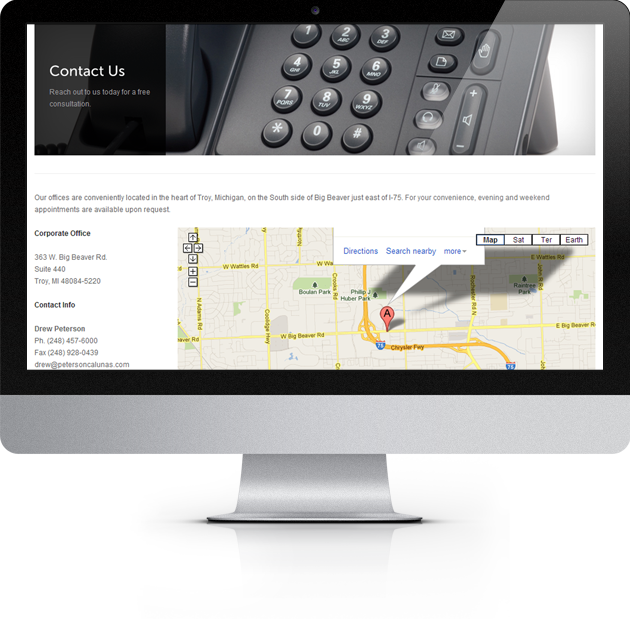 Contact Us
Reach out to us today for a free
consultation.
1
2 ABC
3 DEF
4 GHI
5 JKL
6 MNO
7 PQRS
8 TUV
9 WXYZ
* 0 #
+
Our offices are conveniently located in the heart of Troy, Michigan, on the South side of Big Beaver just east of I-75. For your convenience, evening and weekend
appointments are available upon request.
Corporate Office
363 W. Big Beaver Rd.
Suite 440
Troy, MI 48084-5220
Contact Info
Drew Peterson
Ph. (248) 457-6000
Fax (248) 928-0439
drew@petersoncalunas.com
Map Sat Ter Earth
Directions Search nearby more
W Wattles Rd
W Wa
E Wattles Rd
Boulan Park
Phillip J
Huber Park
Raintree
Park
N Adams Rd
Coolidge Hwy
Crooks Rd
Rochester Rd N
John R Rd
A
W Big Beaver Rd
E Big Beaver R
aver Rd
75
Chrysler Fwy